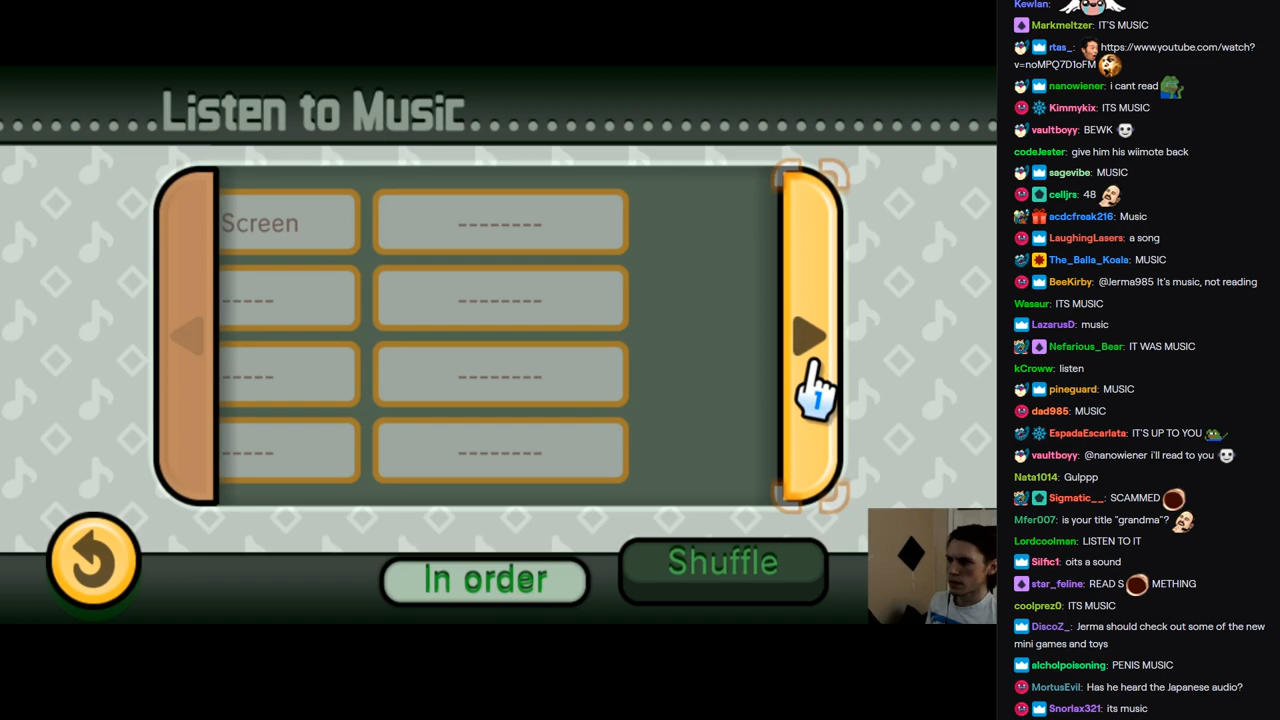 Listen to Music
Screen
--------
-----
--------
-----
--------
-----
--------
1
In order
Shuffle
Kewlan:
Markmeltzer: IT'S MUSIC
rtas_: https://www.youtube.com/watch?
v=noMPQ7D1oFM
nanowiener: I cant read
Kimmykix: ITS MUSIC
vaultboyy: BEWK
codeJester: give him his wiimote back
sagevibe: MUSIC
celljrs: 48
acdcfreak216: Music
LaughingLasers: a song
The_Balla_Koala: MUSIC
BeeKirby: @Jerma985 It's music, not reading
Wasaur: ITS MUSIC
LazarusD: music
Nefarious_Bear: IT WAS MUSIC
kCroww: listen
pineguard: MUSIC
dad985: MUSIC
EspadaEscarlata: IT'S UP TO YOU
vaultboyy: @nanowiener i'll read to you
Nata1014: Gulppp
Sigmatic__: SCAMMED
Mfer007: is your title "grandma"?
Lordcoolman: LISTEN TO IT
Silfic1: oits a sound
star_feline: READ S METHING
coolprez0: ITS MUSIC
DiscoZ_: Jerma should check out some of the new
mini games and toys
alcholpoisoning: PENIS MUSIC
MortusEvil: Has he heard the Japanese audio?
Snorlax321: its music